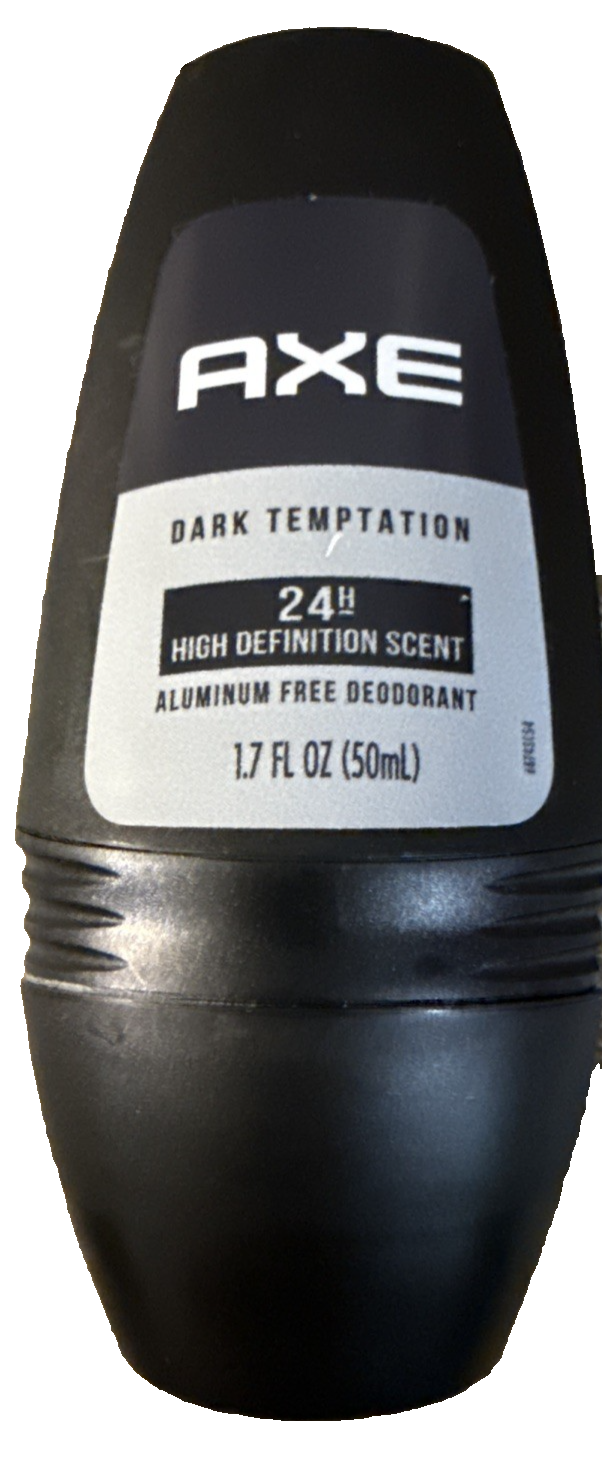 AXE
DARK TEMPTATION
24H
HIGH DEFINITION SCENT
ALUMINUM FREE DEODORANT
1.7 FL OZ (50mL)